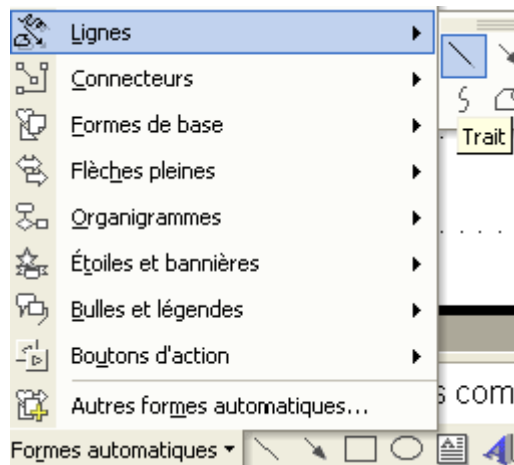 Lignes
Connecteurs
Formes de base
Flèches pleines
Organigrammes
Étoiles et bannières
Bulles et légendes
Boutons d'action
Autres formes automatiques...
Formes automatiques
Trait
com